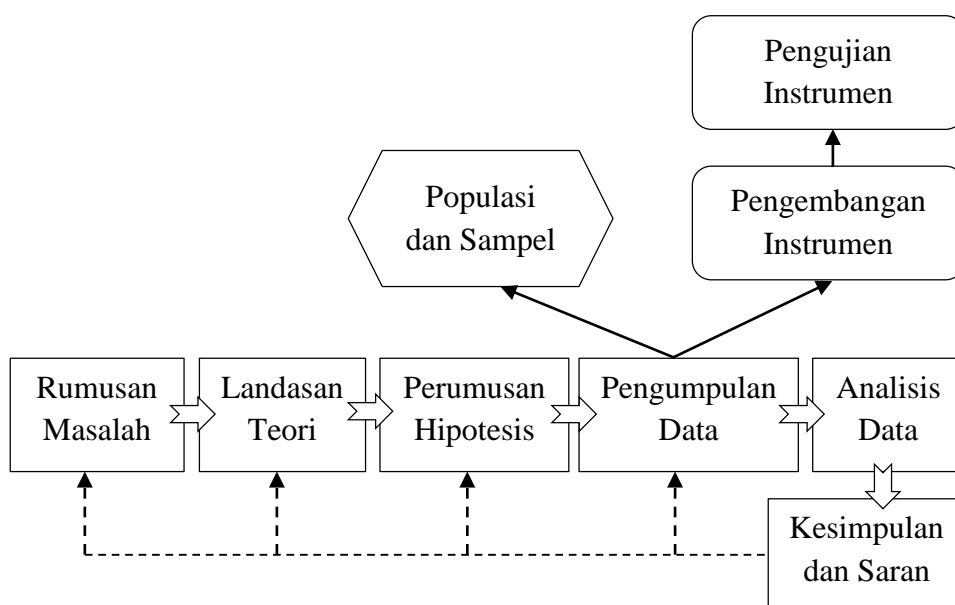 Pengujian
Instrumen
Populasi
dan Sampel
Pengembangan
Instrumen
Rumusan
Masalah
Landasan
Teori
Perumusan
Hipotesis
Pengumpulan
Data
Analisis
Data
Kesimpulan
dan Saran